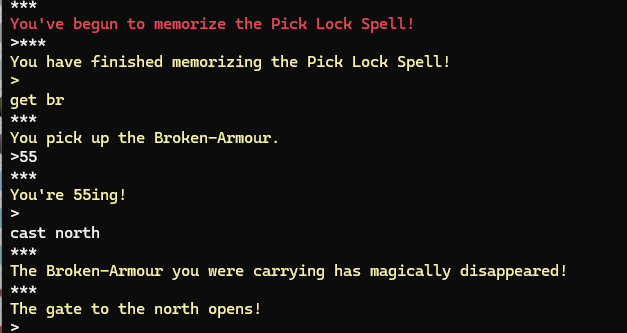 ***
You've begun to memorize the Pick Lock Spell!
>***
You have finished memorizing the Pick Lock Spell!
>
get br
***
You pick up the Broken-Armour.
>55
***
You're 55ing!
>
cast north
***
The Broken-Armour you were carrying has magically disappeared!
***
The gate to the north opens!
>